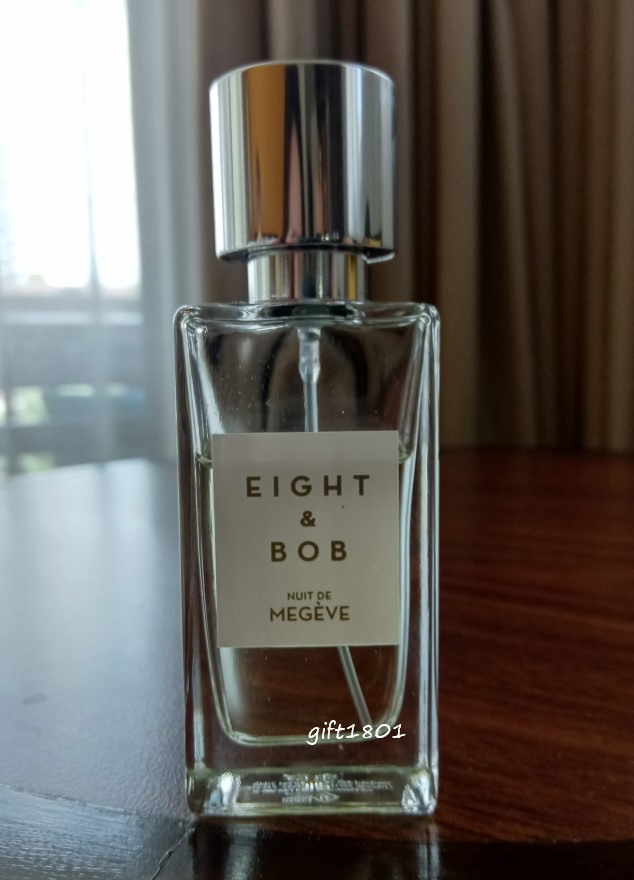 EIGHT
&
BOB
NUIT DE
MEGÈVE
gift1801